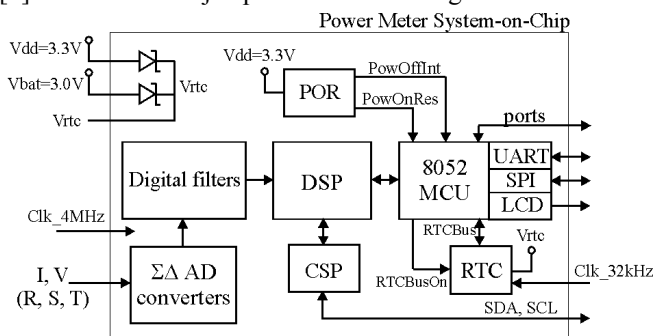 Power Meter System-on-Chip
Vdd=3.3V
Vbat=3.0V
Vrtc
Vrtc
Vdd=3.3V
POR
PowOffInt
PowOnRes
ports
Digital filters
DSP
8052
MCU
UART
SPI
LCD
Clk_4MHz
ΣΔ AD
converters
I, V
(R, S, T)
CSP
RTCBus
RTCBusOn
RTC
Vrtc
Clk_32kHz
SDA, SCL